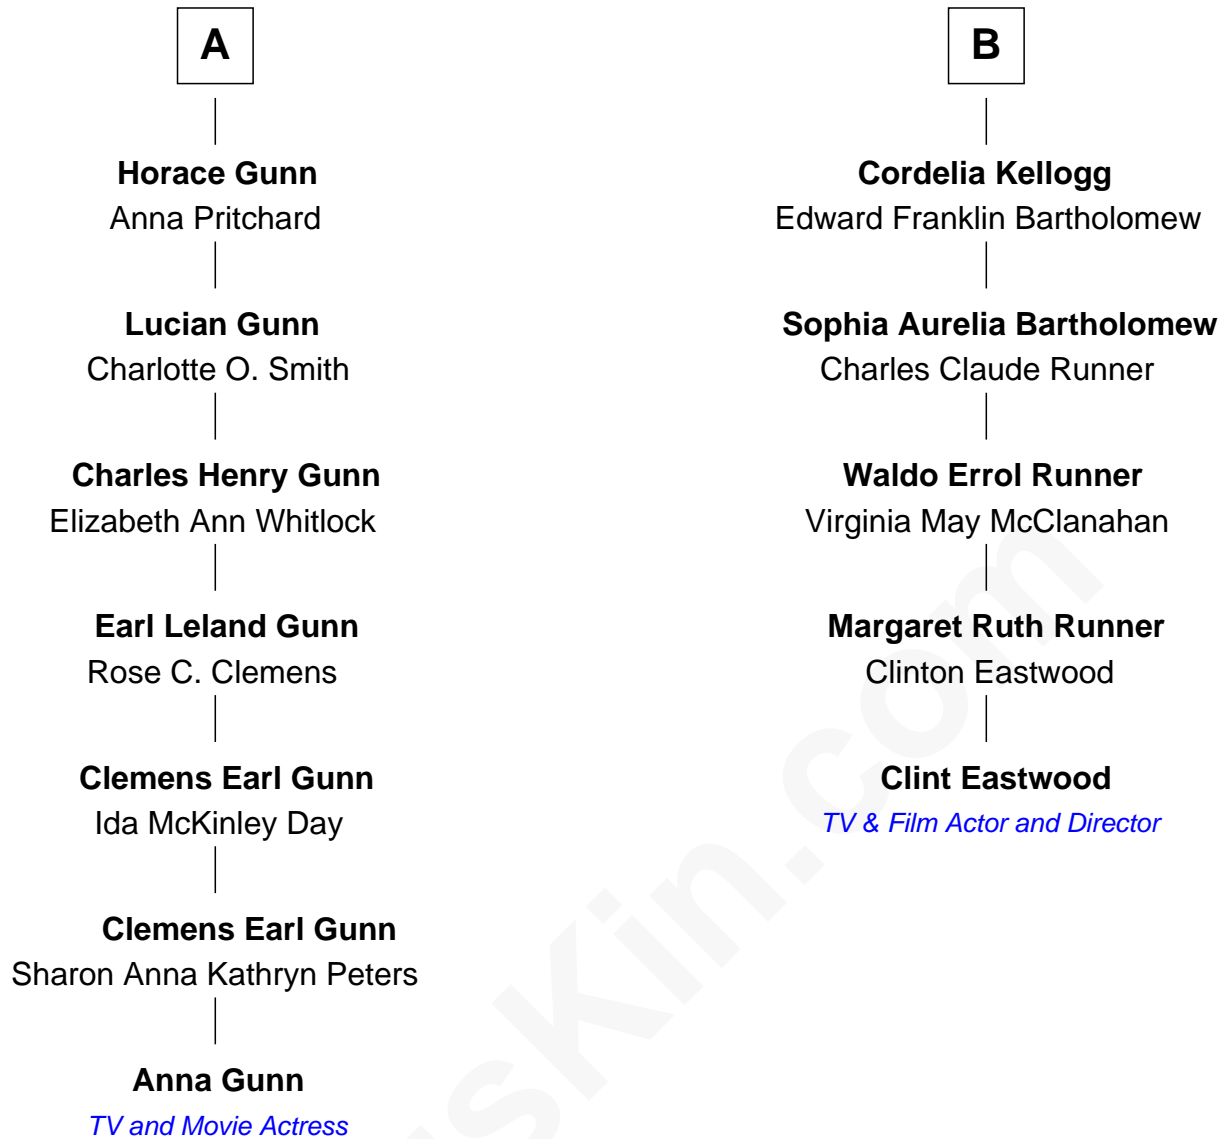 A
Horace Gunn
Anna Pritchard
Lucian Gunn
Charlotte O. Smith
Charles Henry Gunn
Elizabeth Ann Whitlock
Earl Leland Gunn
Rose C. Clemens
Clemens Earl Gunn
Ida McKinley Day
Clemens Earl Gunn
Sharon Anna Kathryn Peters
Anna Gunn
TV and Movie Actress
B
Cordelia Kellogg
Edward Franklin Bartholomew
Sophia Aurelia Bartholomew
Charles Claude Runner
Waldo Errol Runner
Virginia May McClanahan
Margaret Ruth Runner
Clinton Eastwood
Clint Eastwood
TV & Film Actor and Director
sKin.com